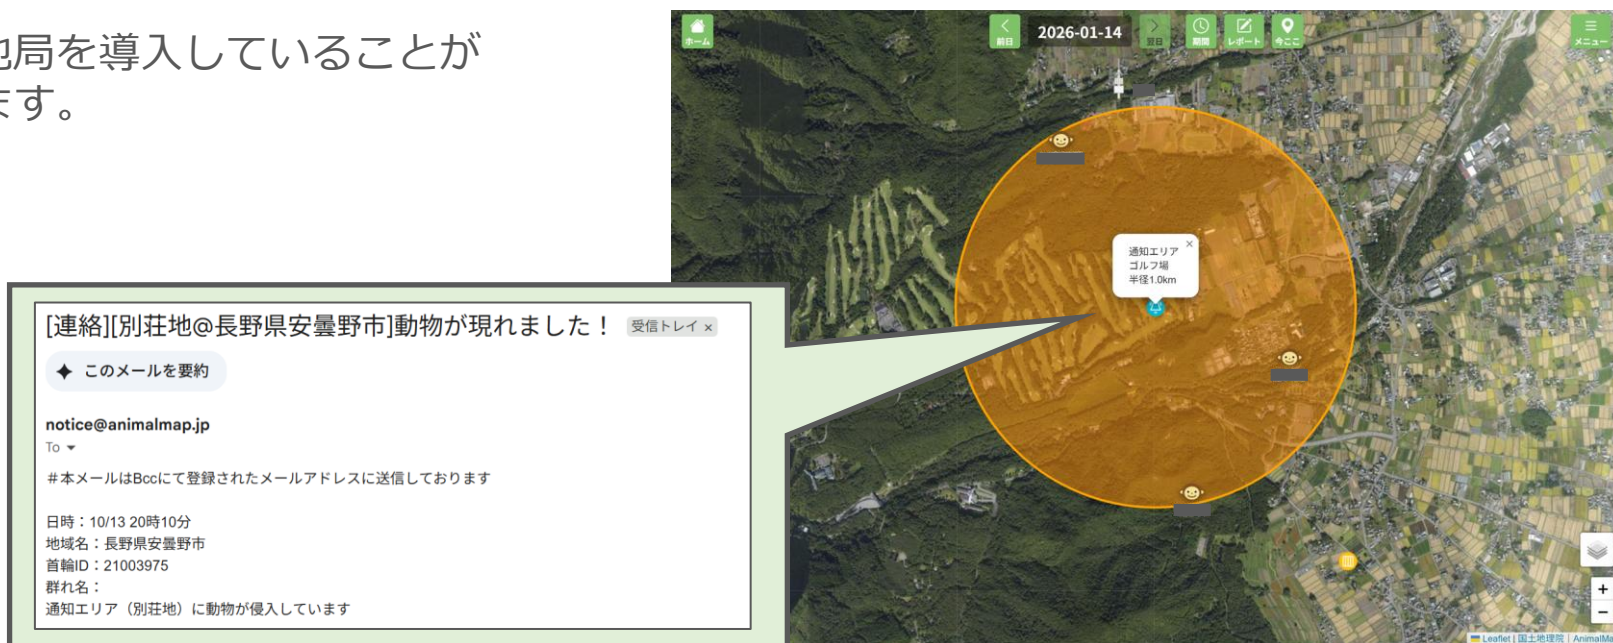 地局を導入していることが
ます。
ホーム
前日
2026-01-14
翌日
期間
レポート
今ここ
メニュー
通知エリア
ゴルフ場
半径1.0km
×
[連絡][別荘地@長野県安曇野市]動物が現れました！ 受信トレイ ×
このメールを要約
notice@animalmap.jp
To
＃本メールはBccにて登録されたメールアドレスに送信しております
日時：10/13 20時10分
地域名：長野県安曇野市
首輪ID：21003975
群れ名：
通知エリア（別荘地）に動物が侵入しています
+
−
Leaflet | 国土地理院 | AnimalMa